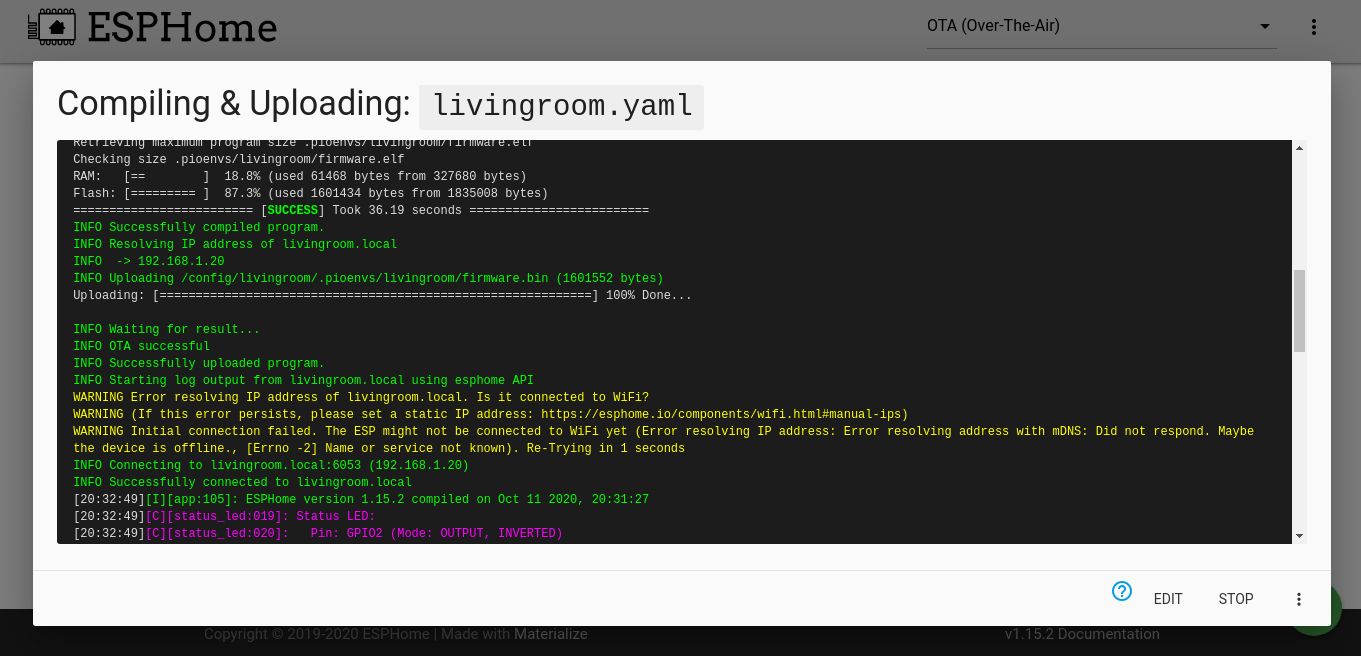 ESPHome
OTA (Over-The-Air)
Compiling & Uploading: livingroom.yaml
Retrieving maximum program size .pioenvs/livingroom/firmware.elf
Checking size .pioenvs/livingroom/firmware.elf
RAM:   [==        ]  18.8% (used 61468 bytes from 327680 bytes)
Flash: [========= ]  87.3% (used 1601434 bytes from 1835008 bytes)
========================= [SUCCESS] Took 36.19 seconds =========================
INFO Successfully compiled program.
INFO Resolving IP address of livingroom.local
INFO  -> 192.168.1.20
INFO Uploading /config/livingroom/.pioenvs/livingroom/firmware.bin (1601552 bytes)
Uploading: [============================================================] 100% Done...
INFO Waiting for result...
INFO OTA successful
INFO Successfully uploaded program.
INFO Starting log output from livingroom.local using esphome API
WARNING Error resolving IP address of livingroom.local. Is it connected to WiFi?
WARNING (If this error persists, please set a static IP address: https://esphome.io/components/wifi.html#manual-ips)
WARNING Initial connection failed. The ESP might not be connected to WiFi yet (Error resolving IP address: Error resolving address with mDNS: Did not respond. Maybe
the device is offline., [Errno -2] Name or service not known). Re-Trying in 1 seconds
INFO Connecting to livingroom.local:6053 (192.168.1.20)
INFO Successfully connected to livingroom.local
[20:32:49][I][app:105]: ESPHome version 1.15.2 compiled on Oct 11 2020, 20:31:27
[20:32:49][C][status_led:019]: Status LED:
[20:32:49][C][status_led:020]:   Pin: GPIO2 (Mode: OUTPUT, INVERTED)
EDIT STOP
Copyright © 2019-2020 ESPHome | Made with Materialize
v1.15.2 Documentation